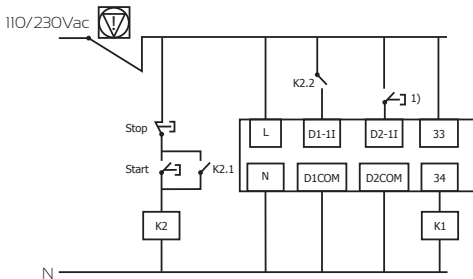 110/230Vac
K2.2
1)
Stop
L
D1-1I
D2-1I
33
Start
K2.1
N
D1COM
D2COM
34
K2
K1
N